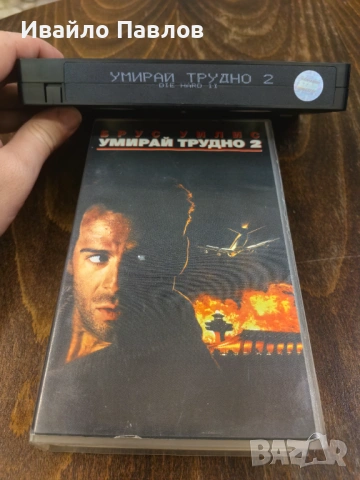 Ивайло Павлов
УМИРАЙ ТРУДНО 2
DIE HARD II
БРУС УИЛИС
УМИРАЙ ТРУДНО 2
BAZAR